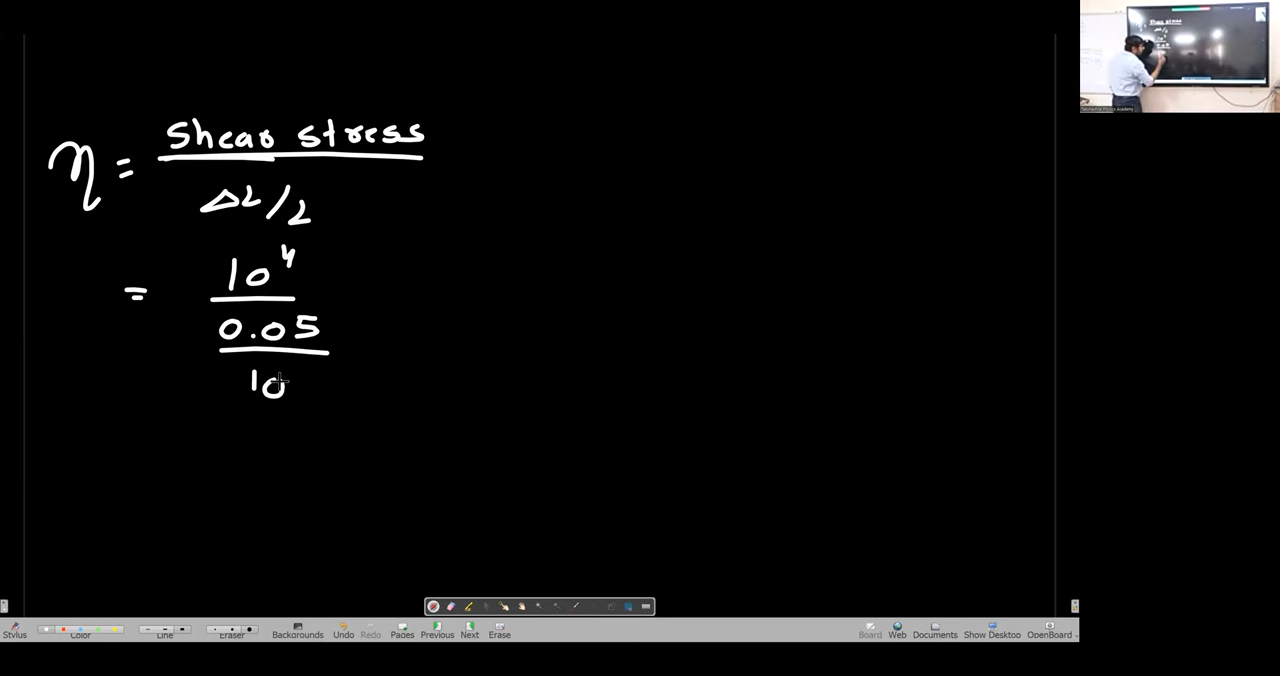 η = Shear stress
ΔL/L
= 10⁴
0.05
10
Stylus Color Line Eraser Backgrounds Undo Redo Pages Previous Next Erase Board Web Documents Show Desktop OpenBoard